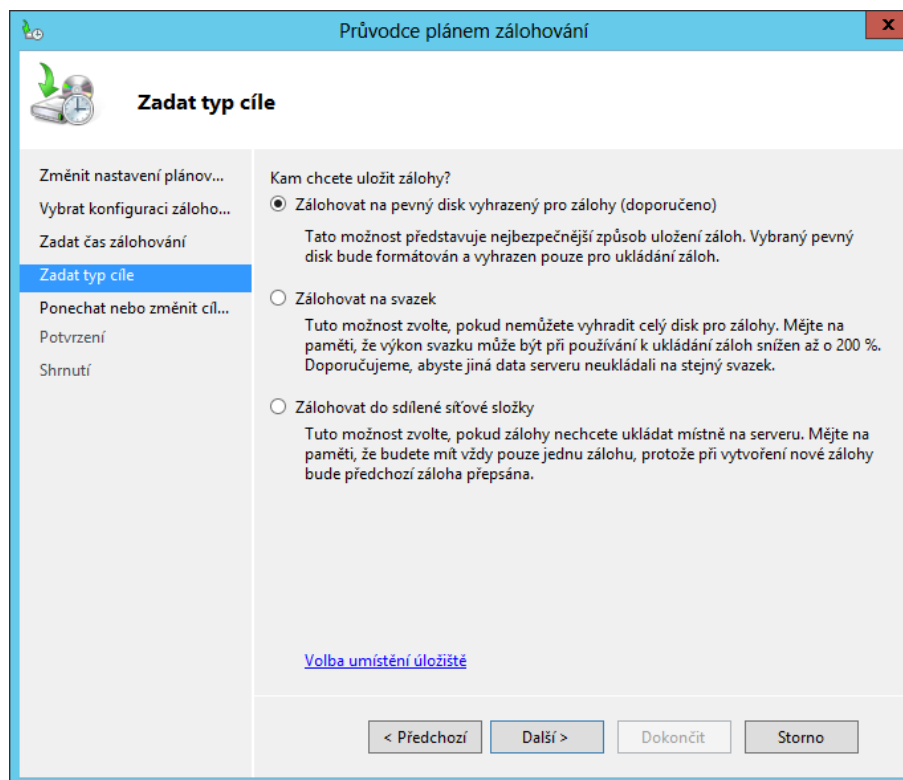 Průvodce plánem zálohování
x
Zadat typ cíle
Změnit nastavení plánov...
Vybrat konfiguraci záloho...
Zadat čas zálohování
Zadat typ cíle
Ponechat nebo změnit cíl...
Potvrzení
Shrnutí
Kam chcete uložit zálohy?
Zálohovat na pevný disk vyhrazený pro zálohy (doporučeno)
Tato možnost představuje nejbezpečnější způsob uložení záloh. Vybraný pevný
disk bude formátován a vyhrazen pouze pro ukládání záloh.
Zálohovat na svazek
Tuto možnost zvolte, pokud nemůžete vyhradit celý disk pro zálohy. Mějte na
paměti, že výkon svazku může být při používání k ukládání záloh snížen až o 200 %.
Doporučujeme, abyste jiná data serveru neukládali na stejný svazek.
Zálohovat do sdílené síťové složky
Tuto možnost zvolte, pokud zálohy nechcete ukládat místně na serveru. Mějte na
paměti, že budete mít vždy pouze jednu zálohu, protože při vytvoření nové zálohy
bude předchozí záloha přepsána.
Volba umístění úložiště
< Předchozí
Další >
Dokončit
Storno